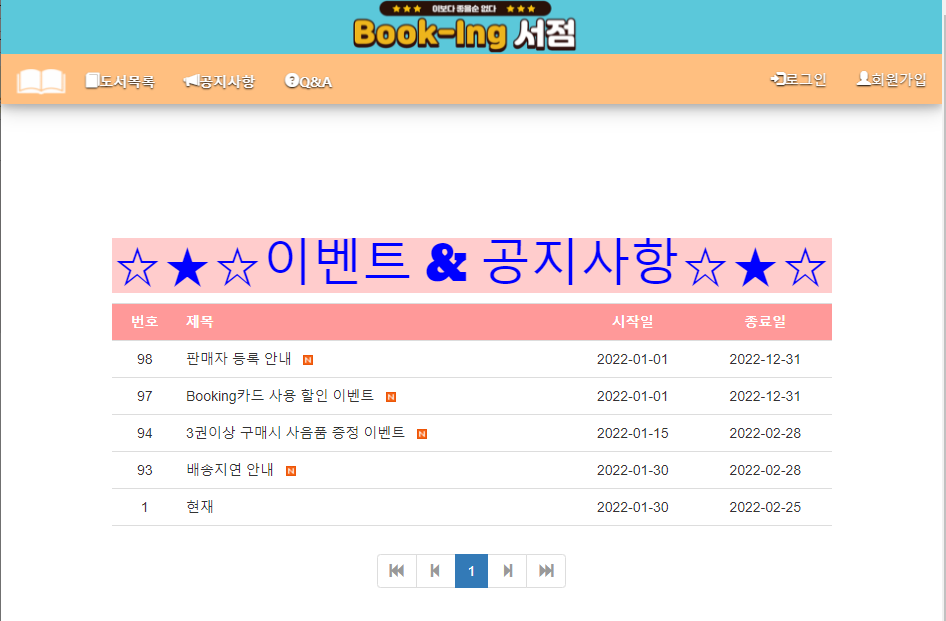 ★★★ 이보다 좋을순 없다 ★★★
Book-Ing 서점
도서목록 공지사항 Q&A 로그인 회원가입
☆★☆이벤트 & 공지사항☆★☆
번호 제목 시작일 종료일
98 판매자 등록 안내 N 2022-01-01 2022-12-31
97 Booking카드 사용 할인 이벤트 N 2022-01-01 2022-12-31
94 3권이상 구매시 사음품 증정 이벤트 N 2022-01-15 2022-02-28
93 배송지연 안내 N 2022-01-30 2022-02-28
1 현재 2022-01-30 2022-02-25
1